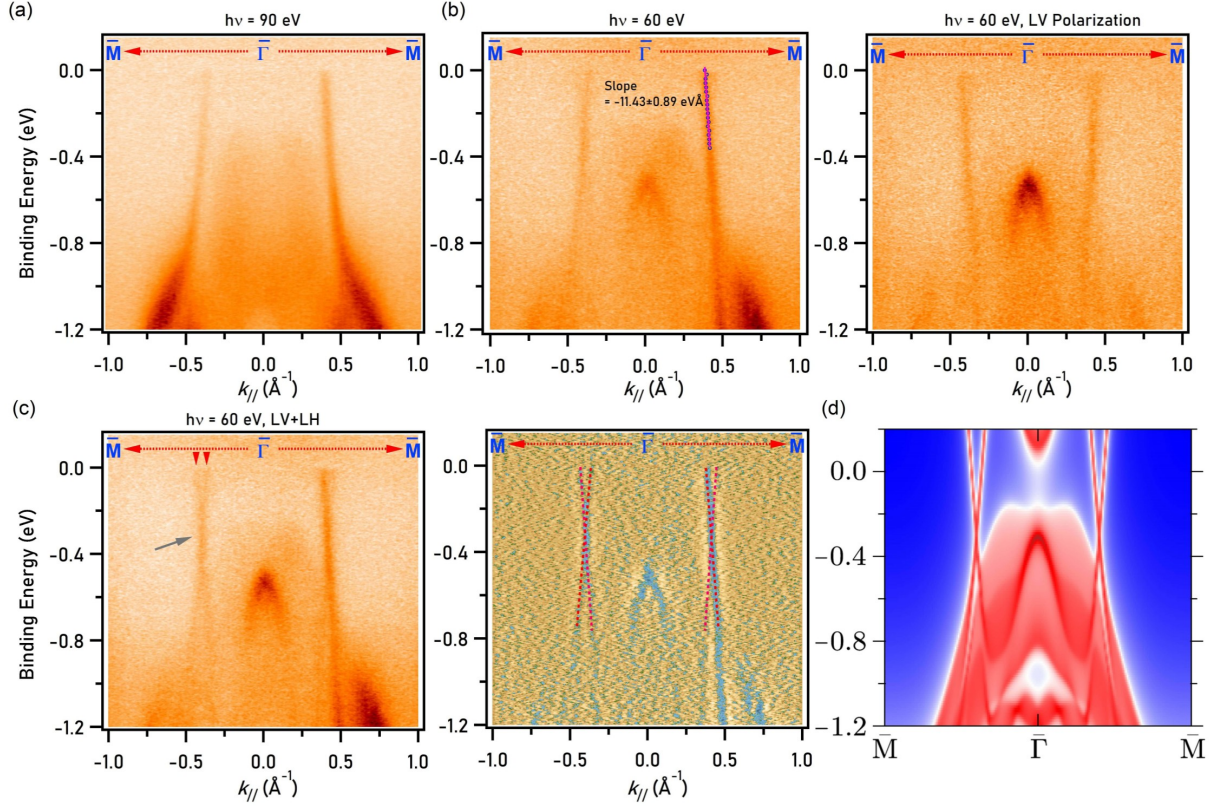 (a)
hν = 90 eV
M̄ Γ̄ M̄
0.0
-0.4
-0.8
-1.2
Binding Energy (eV)
-1.0 -0.5 0.0 0.5 1.0
k// (Å⁻¹)
(b)
hν = 60 eV
M̄ Γ̄ M̄
Slope
= -11.43±0.89 eVÅ
0.0
-0.4
-0.8
-1.2
-1.0 -0.5 0.0 0.5 1.0
k// (Å⁻¹)
hν = 60 eV, LV Polarization
M̄ Γ̄ M̄
0.0
-0.4
-0.8
-1.2
-1.0 -0.5 0.0 0.5 1.0
k// (Å⁻¹)
(c)
hν = 60 eV, LV+LH
M̄ Γ̄ M̄
0.0
-0.4
-0.8
-1.2
Binding Energy (eV)
-1.0 -0.5 0.0 0.5 1.0
k// (Å⁻¹)
M̄ Γ̄ M̄
0.0
-0.4
-0.8
-1.2
-1.0 -0.5 0.0 0.5 1.0
k// (Å⁻¹)
(d)
0.0
-0.4
-0.8
-1.2
M̄ Γ̄ M̄